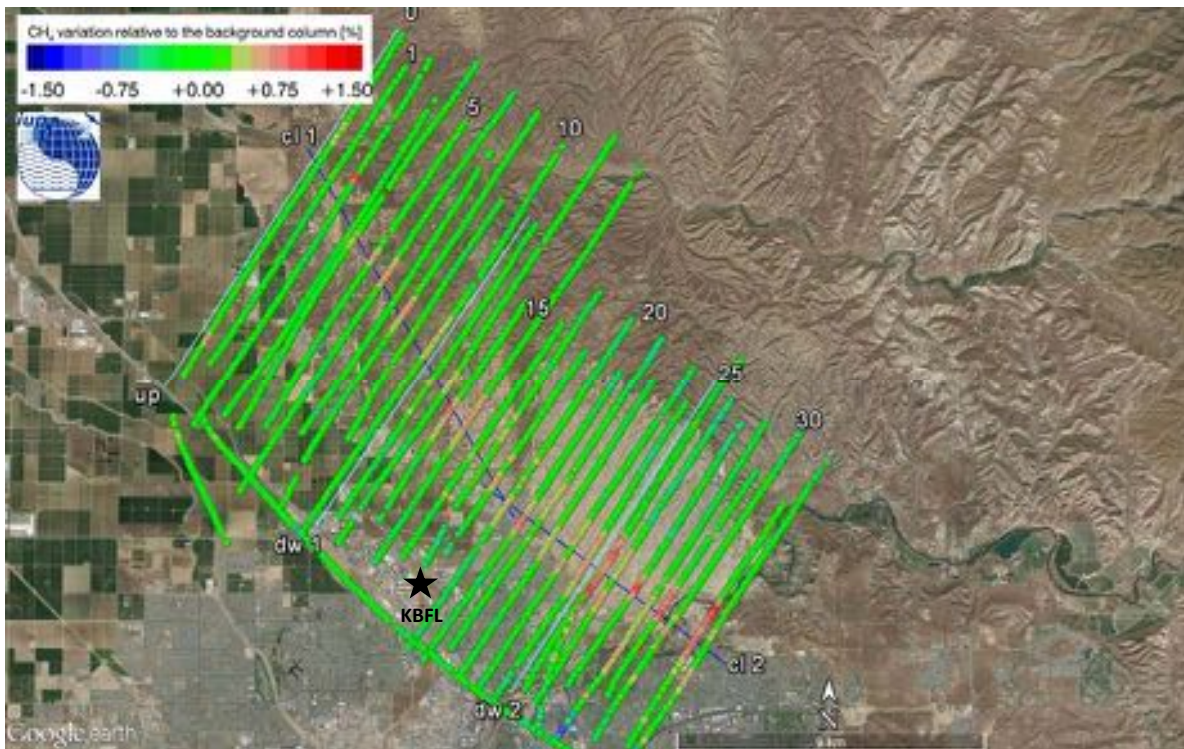 CH₄ variation relative to the background column [%]
-1.50 -0.75 +0.00 +0.75 +1.50
0
1
cl 1
5
10
15
20
up
25
30
dw 1
KBFL
cl 2
dw 2
N
Google earth